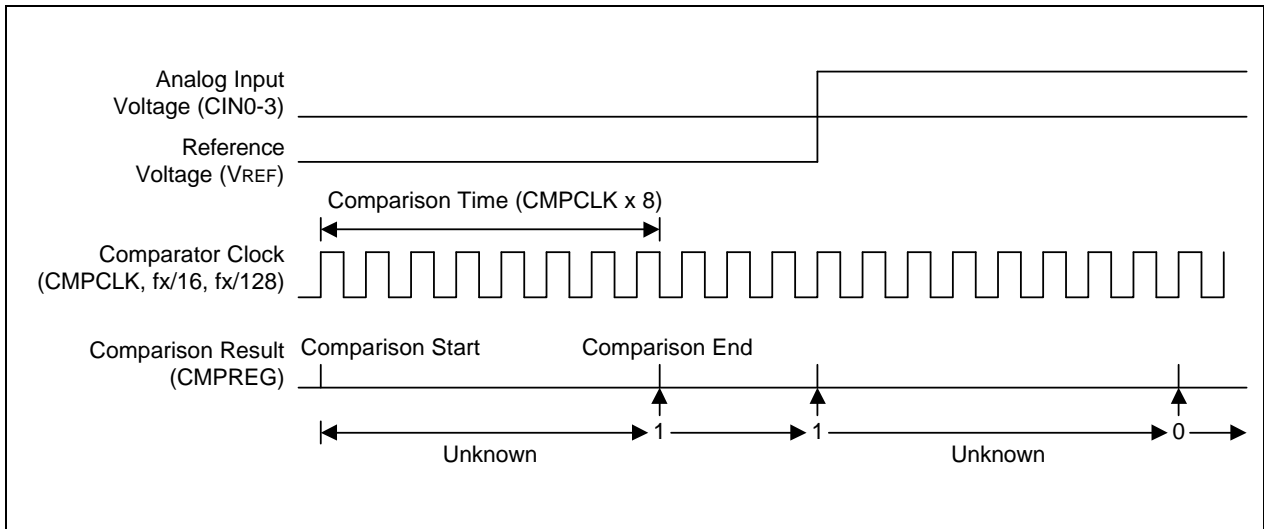 Analog Input
Voltage (CIN0-3)
Reference
Voltage (VREF)
Comparison Time (CMPCLK x 8)
Comparator Clock
(CMPCLK, fx/16, fx/128)
Comparison Result
(CMPREG)
Comparison Start
Comparison End
1
1
0
Unknown
Unknown